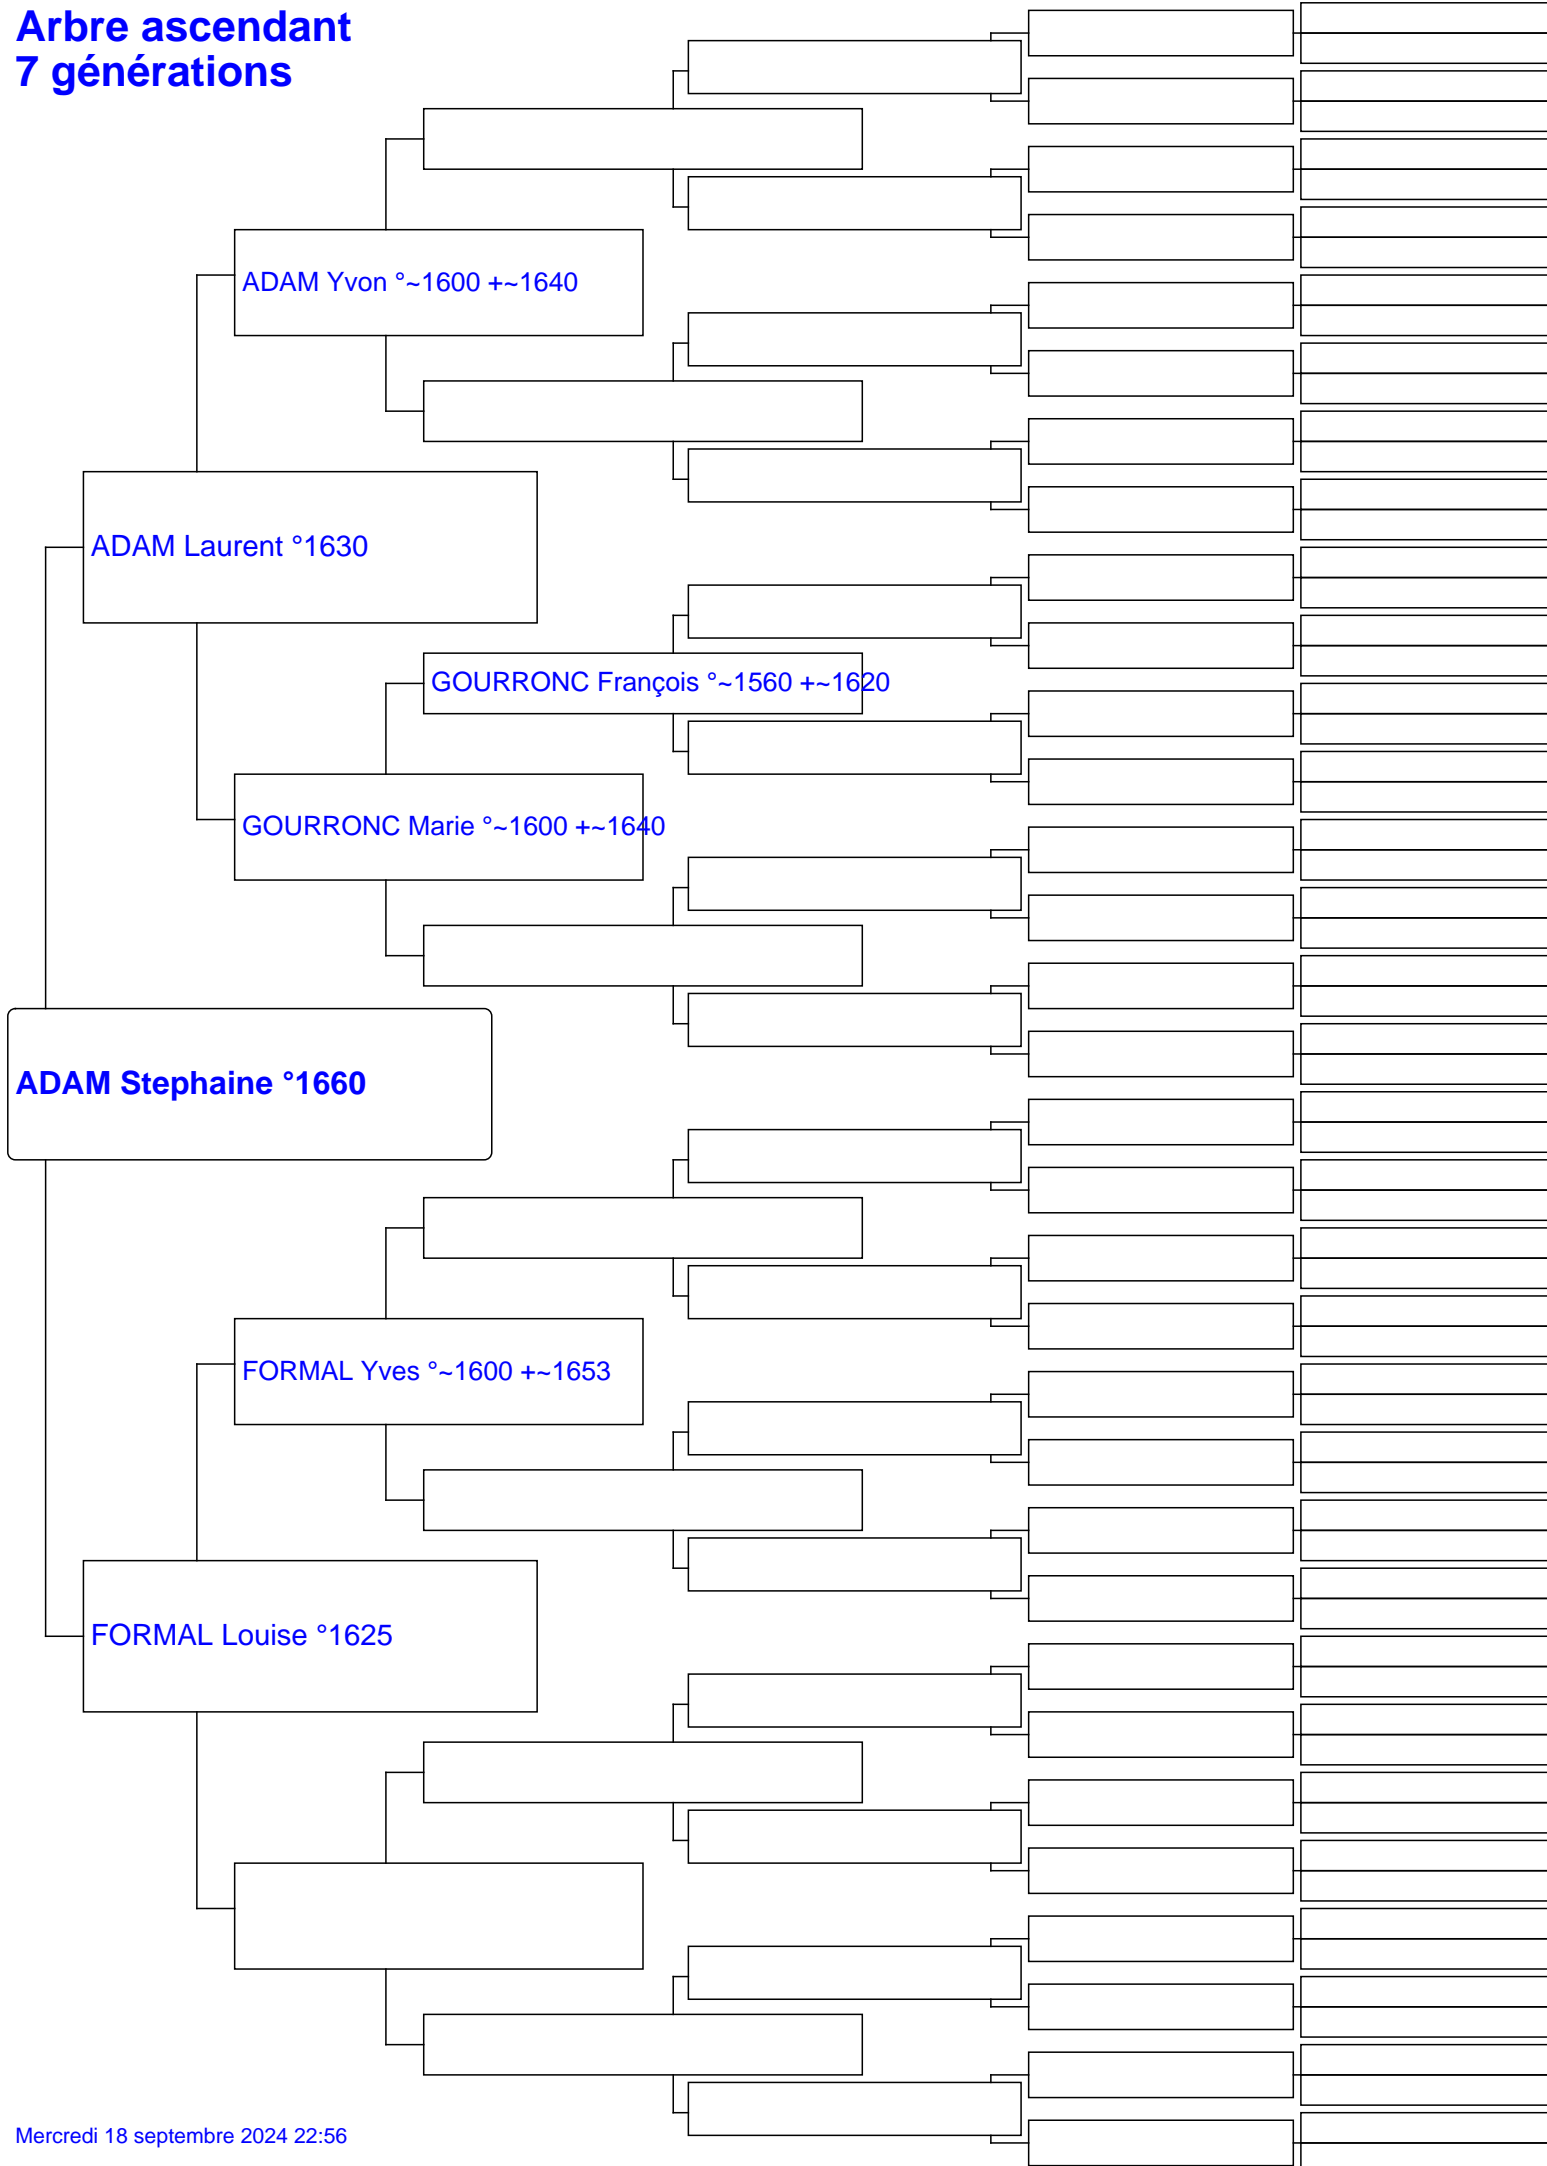 Arbre ascendant
7 générations
ADAM Yvon °~1600 +~1640
ADAM Laurent °1630
GOURRONC François °~1560 +~1620
GOURRONC Marie °~1600 +~1640
ADAM Stephaine °1660
FORMAL Yves °~1600 +~1653
FORMAL Louise °1625
Mercredi 18 septembre 2024 22:56